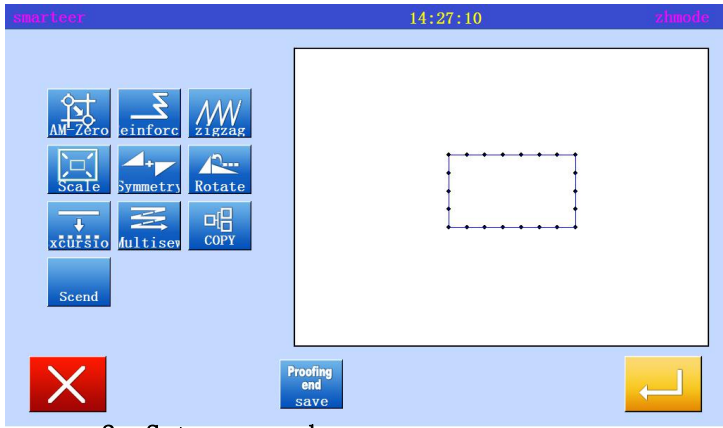 smarteer 14:27:10 zhmode
AM-Zero einforc zigzag
Scale Symmetry Rotate
xcursio Multisew COPY
Scend
Proofing
end
save